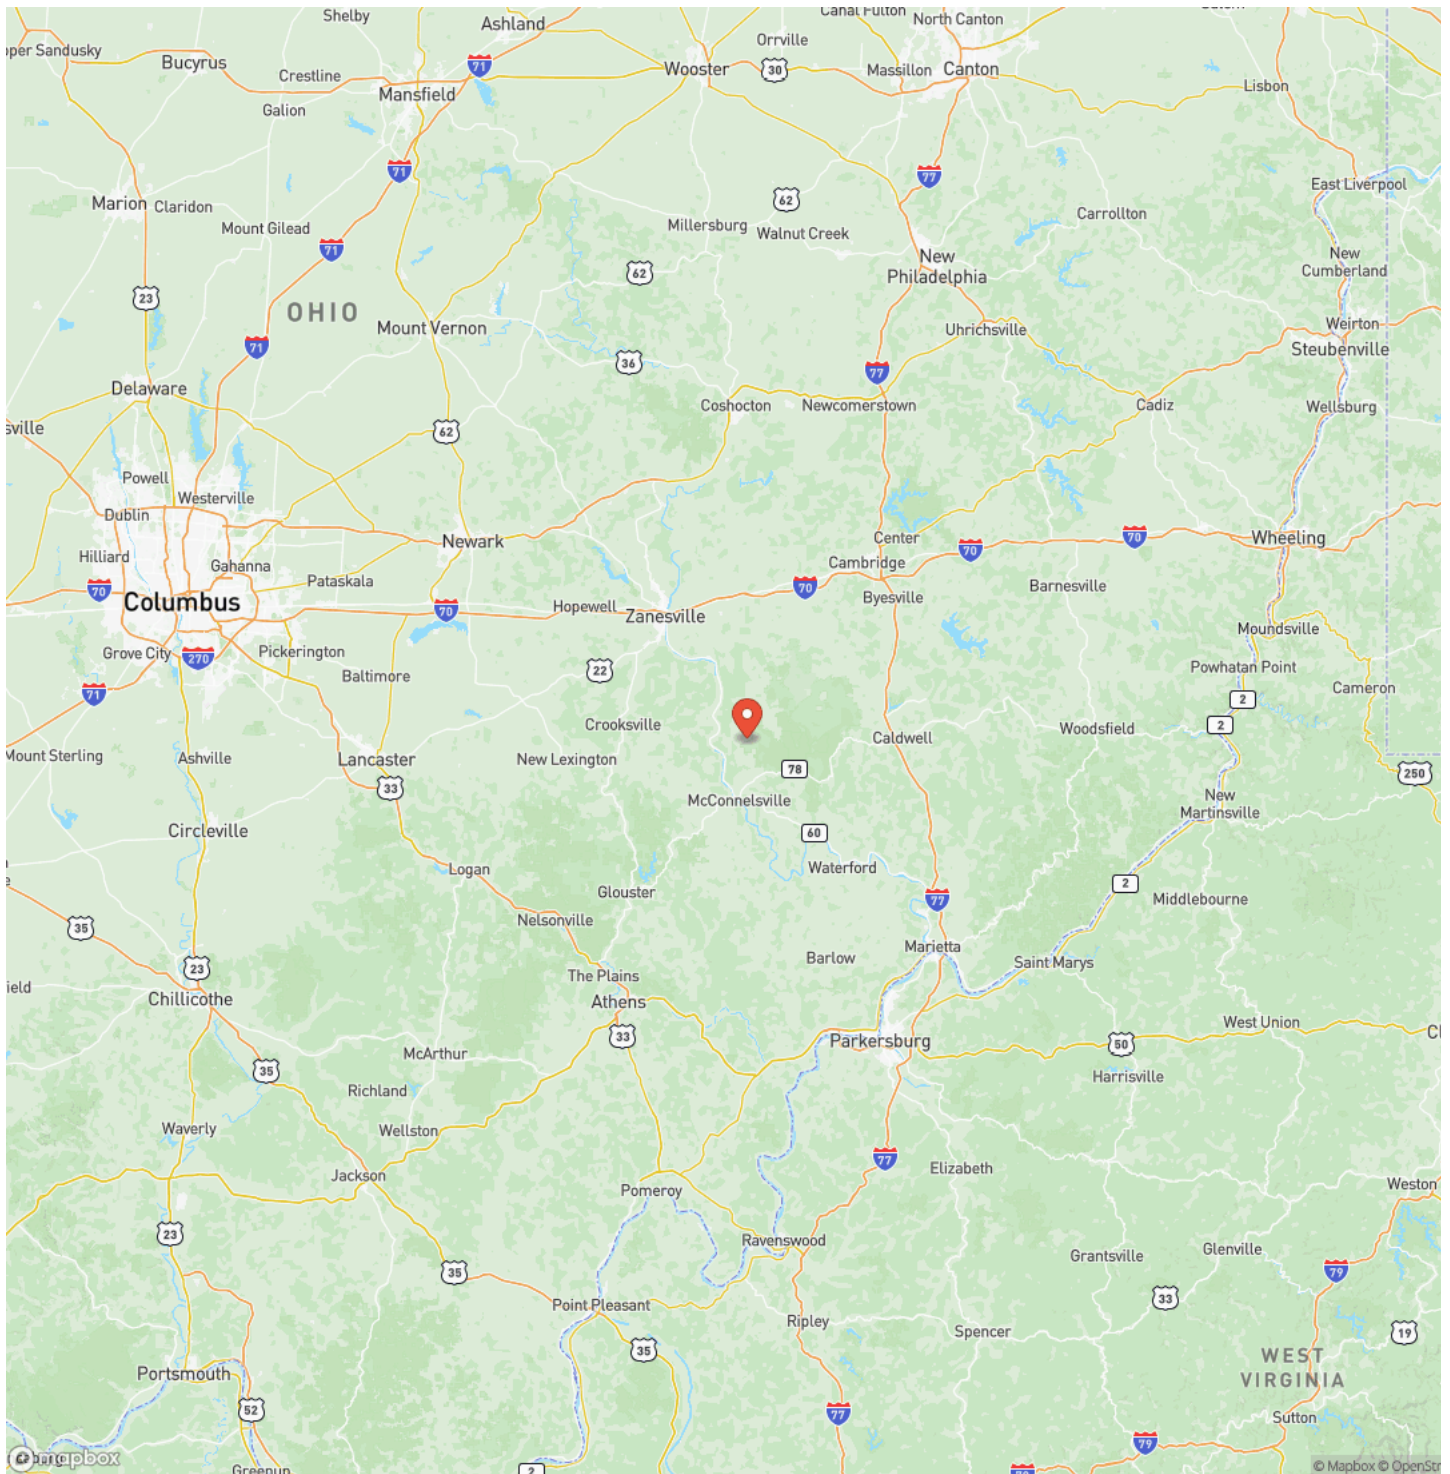 Shelby
Ashland
Canal Fulton
North Canton
Orrville
Bucyrus
71
Wooster
30
Massillon
Canton
Crestline
Mansfield
Lisbon
Galion
71
77
East Liverpool
Marion
Claridon
62
Carrollton
Mount Gilead
71
Millersburg
Walnut Creek
New
Philadelphia
New
Cumberland
62
23
OHIO
Mount Vernon
Uhrichsville
Weirton
71
Steubenville
36
77
Delaware
Coshocton
Newcomerstown
Cadiz
Wellsburg
62
Powell
Westerville
Dublin
Newark
Center
70
Wheeling
Hilliard
Gahanna
Cambridge
70
70
Pataskala
70
Barnesville
Columbus
Hopewell
70
Byesville
Zanesville
Moundsville
Grove City
270
Pickerington
22
Powhatan Point
Baltimore
2
Cameron
71
Crooksville
2
Woodsfield
Caldwell
Mount Sterling
Ashville
Lancaster
New Lexington
78
250
33
McConnelsville
New
Martinsville
Circleville
60
Logan
Waterford
2
Glouster
77
Middlebourne
35
Nelsonville
Marietta
Barlow
Saint Marys
23
The Plains
Chillicothe
Athens
West Union
33
Parkersburg
50
McArthur
35
Harrisville
Richland
Waverly
Wellston
77
Elizabeth
Jackson
Pomeroy
Weston
23
Ravenswood
Glenville
Grantsville
35
79
33
Point Pleasant
Ripley
Spencer
19
35
WEST
VIRGINIA
Portsmouth
52
77
Sutton
79
mapbox
2
© Mapbox © OpenStr